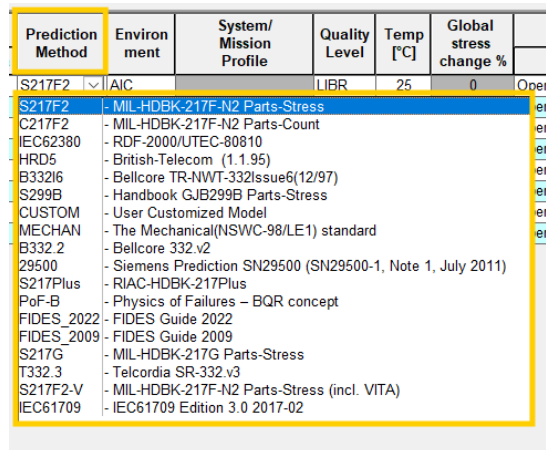 Prediction Method
Environ ment
System/ Mission Profile
Quality Level
Temp [°C]
Global stress change %
S217F2 AIC LIBR 25 0 Oper
S217F2 - MIL-HDBK-217F-N2 Parts-Stress
C217F2 - MIL-HDBK-217F-N2 Parts-Count
IEC62380 - RDF-2000/UTEC-80810
HRD5 - British-Telecom (1.1.95)
B332I6 - Bellcore TR-NWT-332Issue6(12/97)
S299B - Handbook GJB299B Parts-Stress
CUSTOM - User Customized Model
MECHAN - The Mechanical(NSWC-98/LE1) standard
B332.2 - Bellcore 332.v2
29500 - Siemens Prediction SN29500 (SN29500-1, Note 1, July 2011)
S217Plus - RIAC-HDBK-217Plus
PoF-B - Physics of Failures – BQR concept
FIDES_2022 - FIDES Guide 2022
FIDES_2009 - FIDES Guide 2009
S217G - MIL-HDBK-217G Parts-Stress
T332.3 - Telcordia SR-332.v3
S217F2-V - MIL-HDBK-217F-N2 Parts-Stress (incl. VITA)
IEC61709 - IEC61709 Edition 3.0 2017-02